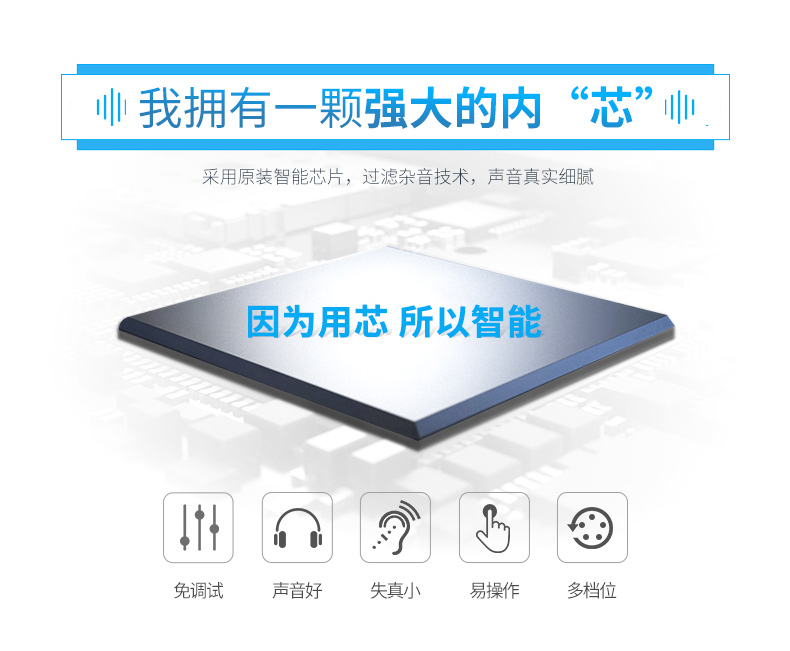 我拥有一颗强大的内“芯”
采用原装智能芯片，过滤杂音技术，声音真实细腻
因为用芯 所以智能
免调试 声音好 失真小 易操作 多档位